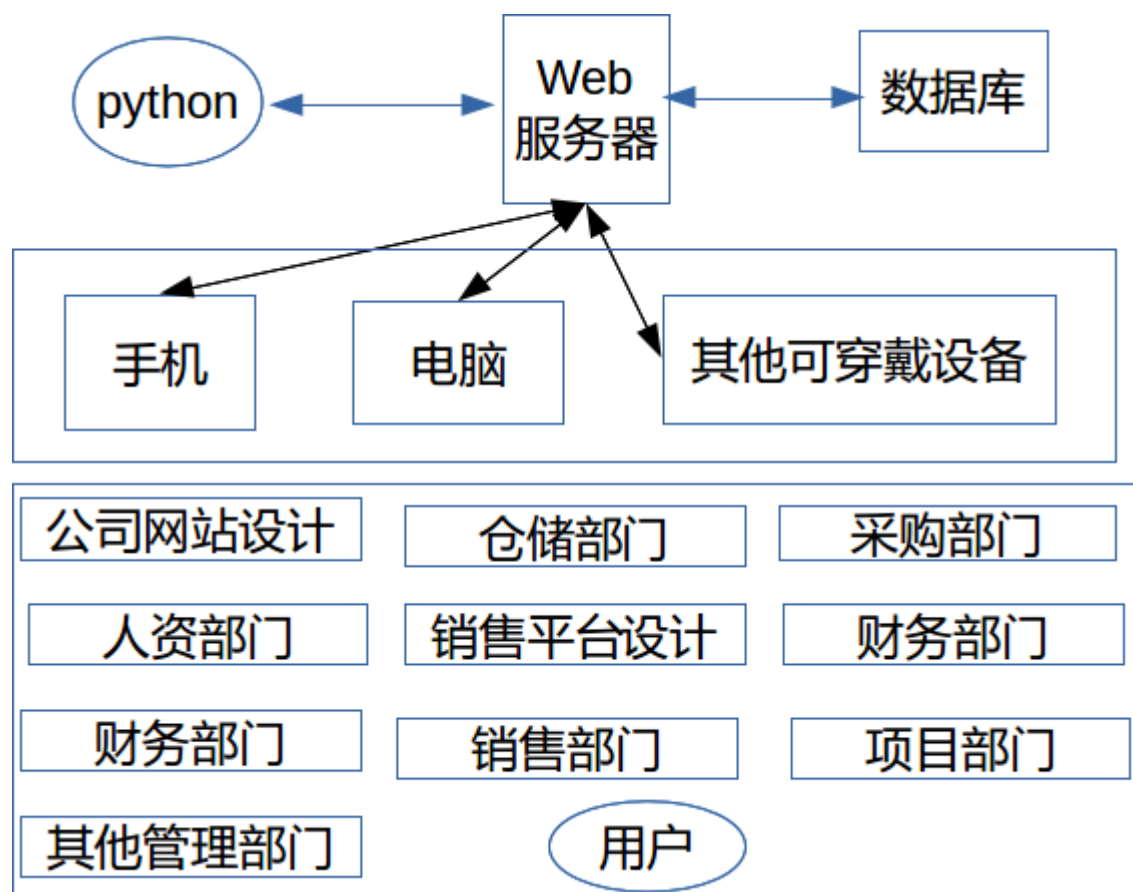 python
Web
服务器
数据库
手机
电脑
其他可穿戴设备
公司网站设计
仓储部门
采购部门
人资部门
销售平台设计
财务部门
财务部门
销售部门
项目部门
其他管理部门
用户